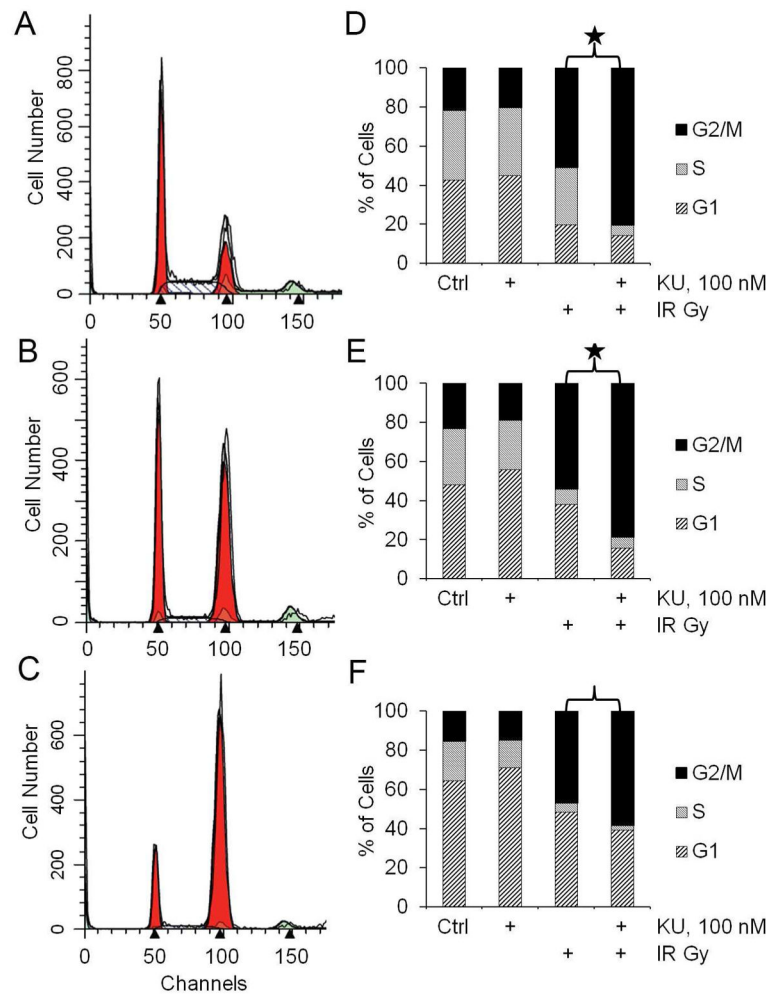 A
Cell Number
800
600
400
200
0
0 50 100 150
B
Cell Number
600
400
200
0
0 50 100 150
C
Cell Number
600
400
200
0
0 50 100 150
Channels
D
% of Cells
100
80
60
40
20
0
G2/M
S
G1
Ctrl + + KU, 100 nM
+ + IR Gy
E
% of Cells
100
80
60
40
20
0
G2/M
S
G1
Ctrl + + KU, 100 nM
+ + IR Gy
F
% of Cells
100
80
60
40
20
0
G2/M
S
G1
Ctrl + + KU, 100 nM
+ + IR Gy